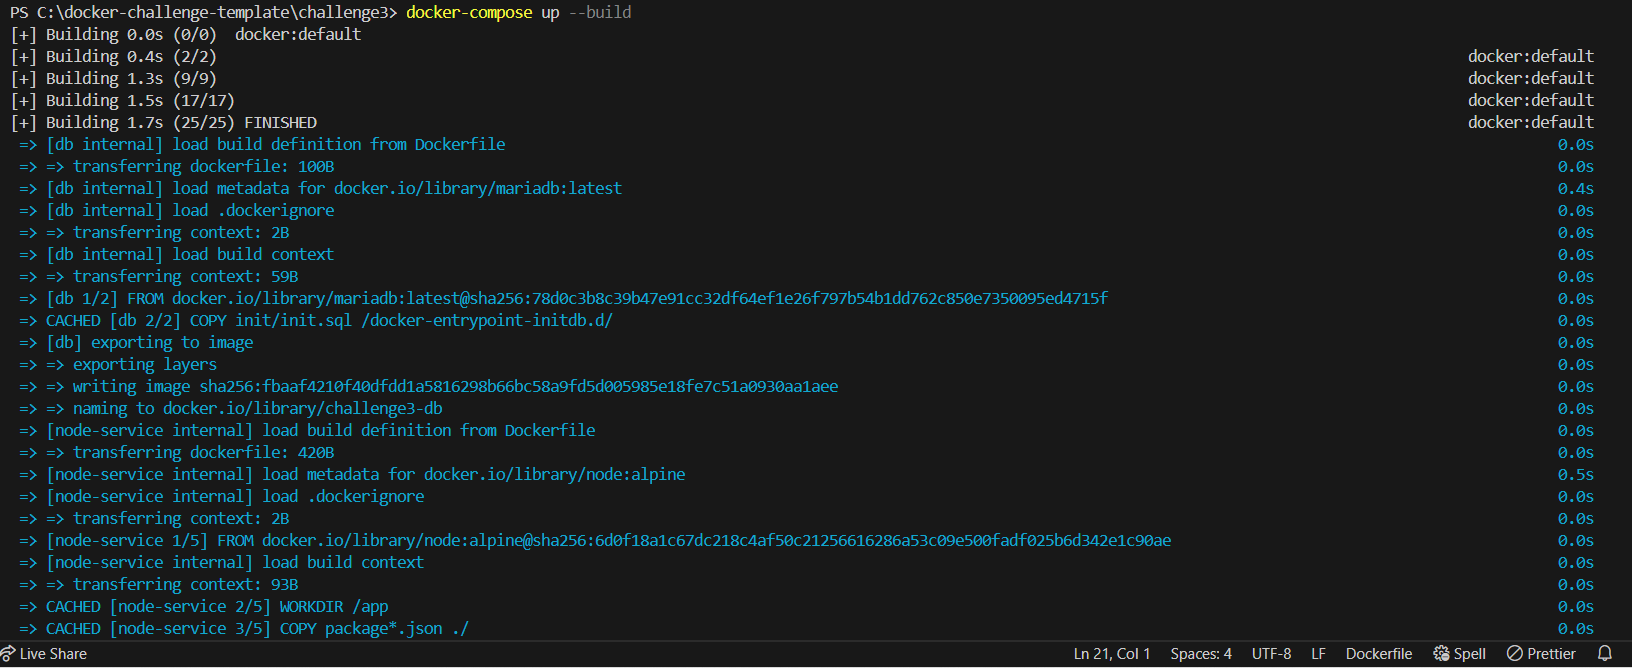 PS C:\docker-challenge-template\challenge3> docker-compose up --build
[+] Building 0.0s (0/0)  docker:default
[+] Building 0.4s (2/2) docker:default
[+] Building 1.3s (9/9) docker:default
[+] Building 1.5s (17/17) docker:default
[+] Building 1.7s (25/25) FINISHED docker:default
=> [db internal] load build definition from Dockerfile 0.0s
=> => transferring dockerfile: 100B 0.0s
=> [db internal] load metadata for docker.io/library/mariadb:latest 0.4s
=> [db internal] load .dockerignore 0.0s
=> => transferring context: 2B 0.0s
=> [db internal] load build context 0.0s
=> => transferring context: 59B 0.0s
=> [db 1/2] FROM docker.io/library/mariadb:latest@sha256:78d0c3b8c39b47e91cc32df64ef1e26f797b54b1dd762c850e7350095ed4715f 0.0s
=> CACHED [db 2/2] COPY init/init.sql /docker-entrypoint-initdb.d/ 0.0s
=> [db] exporting to image 0.0s
=> => exporting layers 0.0s
=> => writing image sha256:fbaaf4210f40dfdd1a5816298b66bc58a9fd5d005985e18fe7c51a0930aa1aee 0.0s
=> => naming to docker.io/library/challenge3-db 0.0s
=> [node-service internal] load build definition from Dockerfile 0.0s
=> => transferring dockerfile: 420B 0.0s
=> [node-service internal] load metadata for docker.io/library/node:alpine 0.5s
=> [node-service internal] load .dockerignore 0.0s
=> => transferring context: 2B 0.0s
=> [node-service 1/5] FROM docker.io/library/node:alpine@sha256:6d0f18a1c67dc218c4af50c21256616286a53c09e500fadf025b6d342e1c90ae 0.0s
=> [node-service internal] load build context 0.0s
=> => transferring context: 93B 0.0s
=> CACHED [node-service 2/5] WORKDIR /app 0.0s
=> CACHED [node-service 3/5] COPY package*.json ./ 0.0s
Live Share Ln 21, Col 1 Spaces: 4 UTF-8 LF Dockerfile Spell Prettier